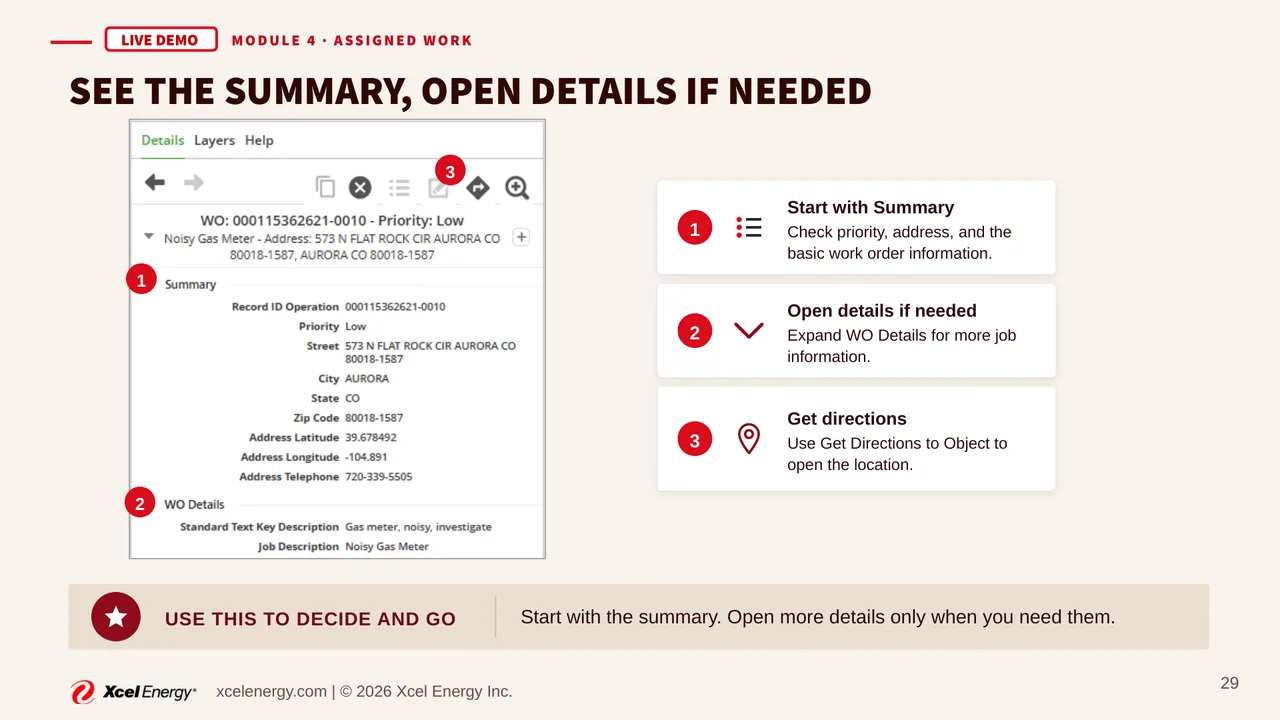 LIVE DEMO
MODULE 4 · ASSIGNED WORK
SEE THE SUMMARY, OPEN DETAILS IF NEEDED
Details Layers Help
3
WO: 000115362621-0010 - Priority: Low
Noisy Gas Meter - Address: 573 N FLAT ROCK CIR AURORA CO
80018-1587, AURORA CO 80018-1587
1
Summary
Record ID Operation 000115362621-0010
Priority Low
Street 573 N FLAT ROCK CIR AURORA CO
80018-1587
City AURORA
State CO
Zip Code 80018-1587
Address Latitude 39.678492
Address Longitude -104.891
Address Telephone 720-339-5505
2
WO Details
Standard Text Key Description Gas meter, noisy, investigate
Job Description Noisy Gas Meter
1
Start with Summary
Check priority, address, and the
basic work order information.
2
Open details if needed
Expand WO Details for more job
information.
3
Get directions
Use Get Directions to Object to
open the location.
USE THIS TO DECIDE AND GO
Start with the summary. Open more details only when you need them.
Xcel Energy®
xcelenergy.com | © 2026 Xcel Energy Inc.
29